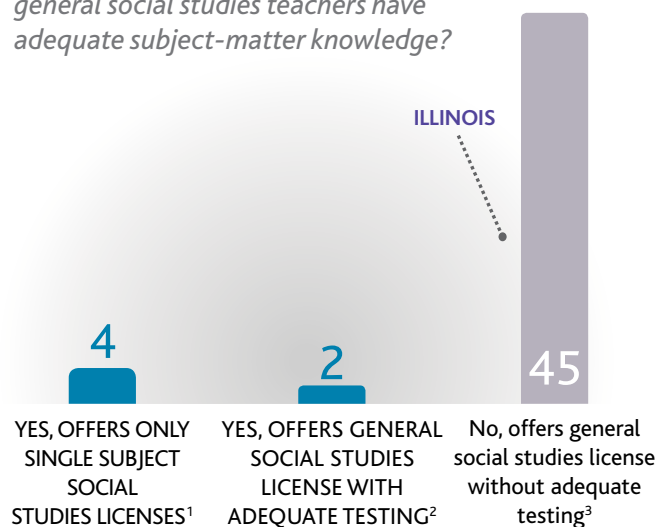 general social studies teachers have
adequate subject-matter knowledge?
ILLINOIS
4
2
45
YES, OFFERS ONLY
SINGLE SUBJECT
SOCIAL
STUDIES LICENSES¹
YES, OFFERS GENERAL
SOCIAL STUDIES
LICENSE WITH
ADEQUATE TESTING²
No, offers general
social studies license
without adequate
testing³